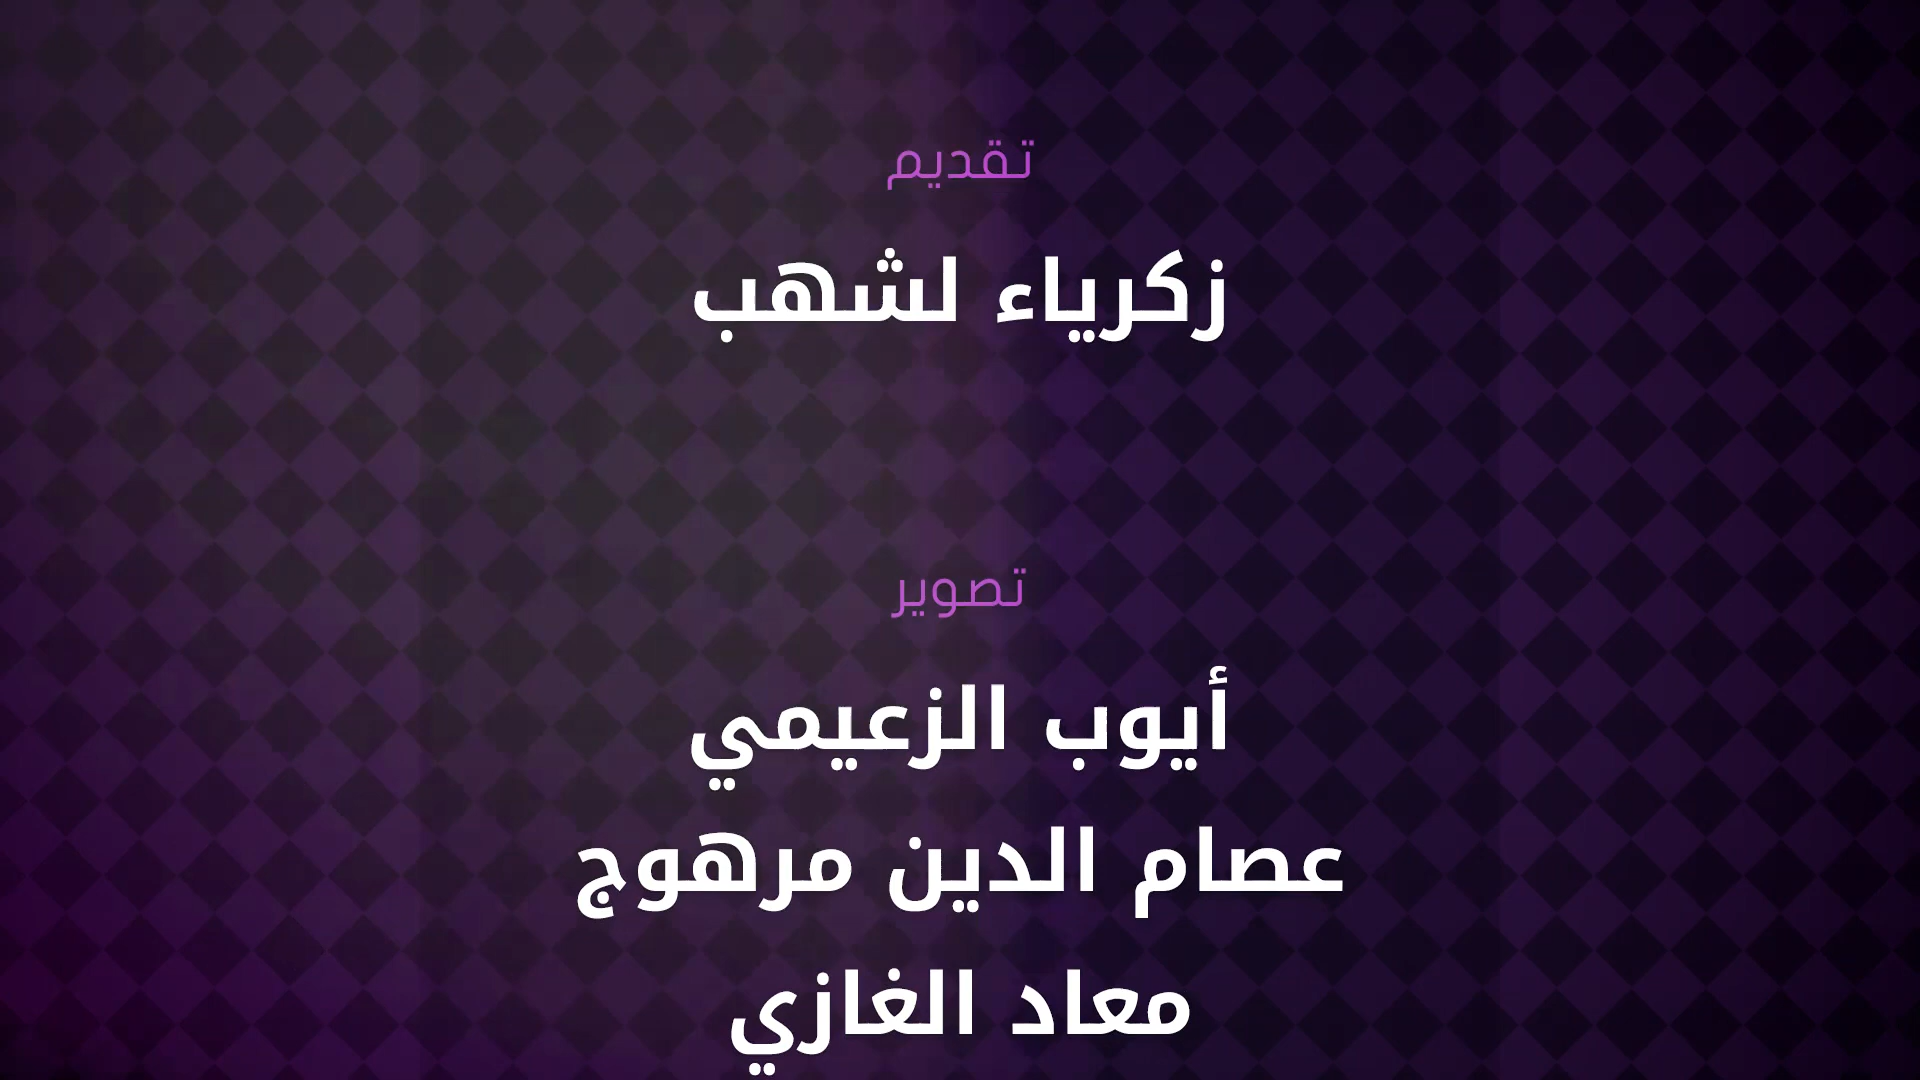 تقديم
زكرياء لشهب
تصوير
أيوب الزعيمي
عصام الدين مرهوج
معاد الغازي